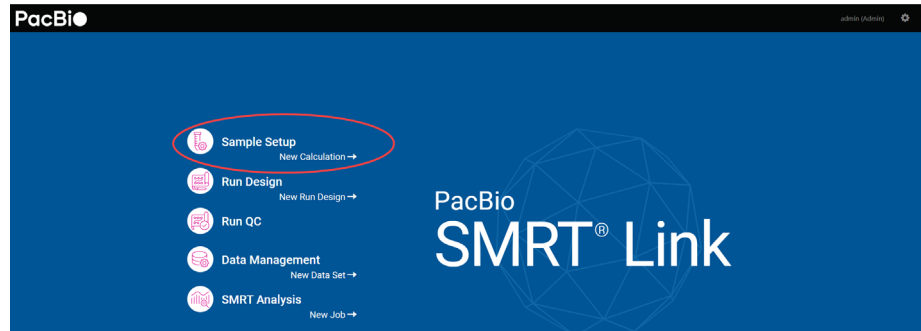 PacBio
admin (Admin)
Sample Setup
New Calculation →
Run Design
New Run Design →
Run QC
Data Management
New Data Set →
SMRT Analysis
New Job →
PacBio
SMRT® Link